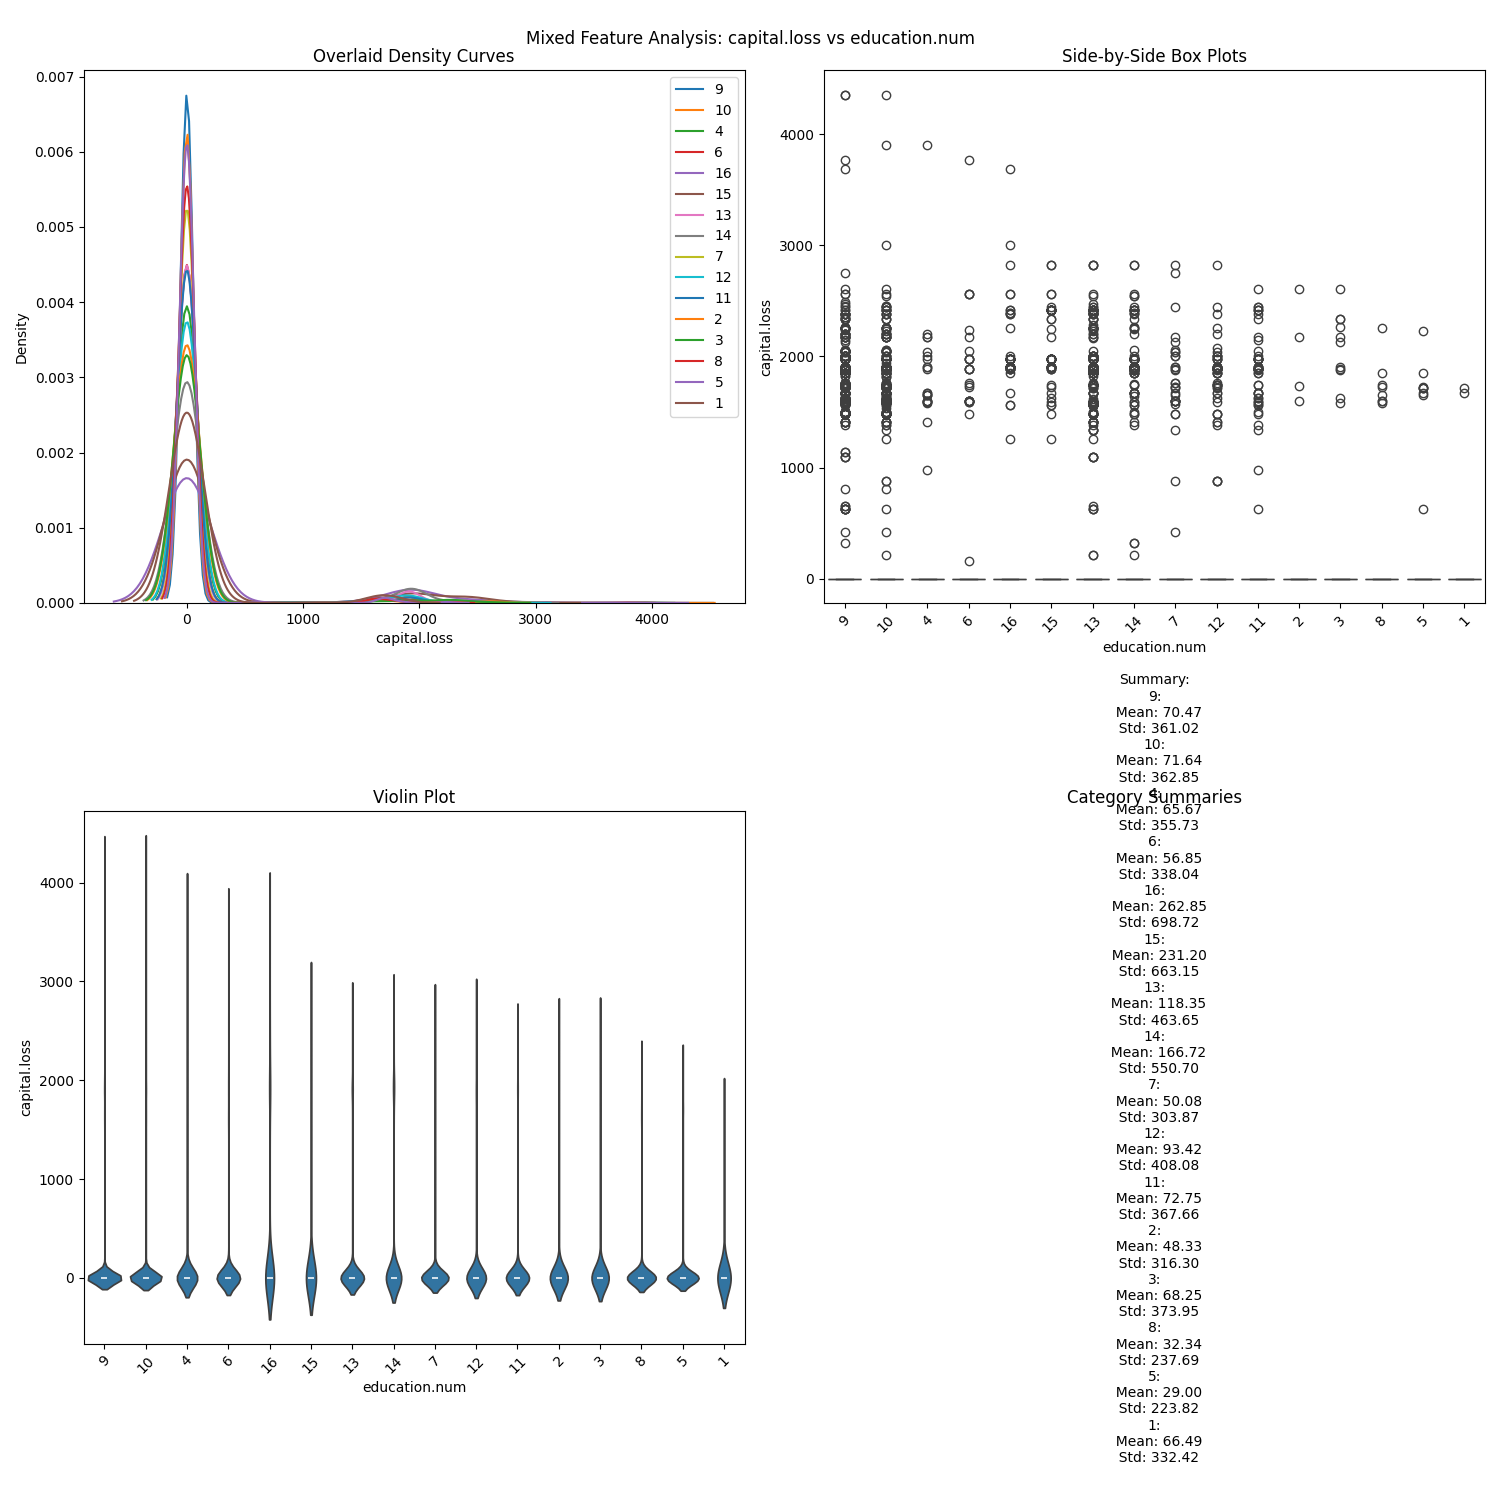 Mixed Feature Analysis: capital.loss vs education.num
Overlaid Density Curves
0.007
0.006
0.005
0.004
0.003
0.002
0.001
0.000
Density
0
1000
2000
3000
4000
capital.loss
9
10
4
6
16
15
13
14
7
12
11
2
3
8
5
1
Side-by-Side Box Plots
4000
3000
2000
1000
0
capital.loss
9
10
4
6
16
15
13
14
7
12
11
2
3
8
5
1
education.num
Violin Plot
4000
3000
2000
1000
0
capital.loss
9
10
4
6
16
15
13
14
7
12
11
2
3
8
5
1
education.num
Category Summaries
Summary:
9:
Mean: 70.47
Std: 361.02
10:
Mean: 71.64
Std: 362.85
4:
Mean: 65.67
Std: 355.73
6:
Mean: 56.85
Std: 338.04
16:
Mean: 262.85
Std: 698.72
15:
Mean: 231.20
Std: 663.15
13:
Mean: 118.35
Std: 463.65
14:
Mean: 166.72
Std: 550.70
7:
Mean: 50.08
Std: 303.87
12:
Mean: 93.42
Std: 408.08
11:
Mean: 72.75
Std: 367.66
2:
Mean: 48.33
Std: 316.30
3:
Mean: 68.25
Std: 373.95
8:
Mean: 32.34
Std: 237.69
5:
Mean: 29.00
Std: 223.82
1:
Mean: 66.49
Std: 332.42